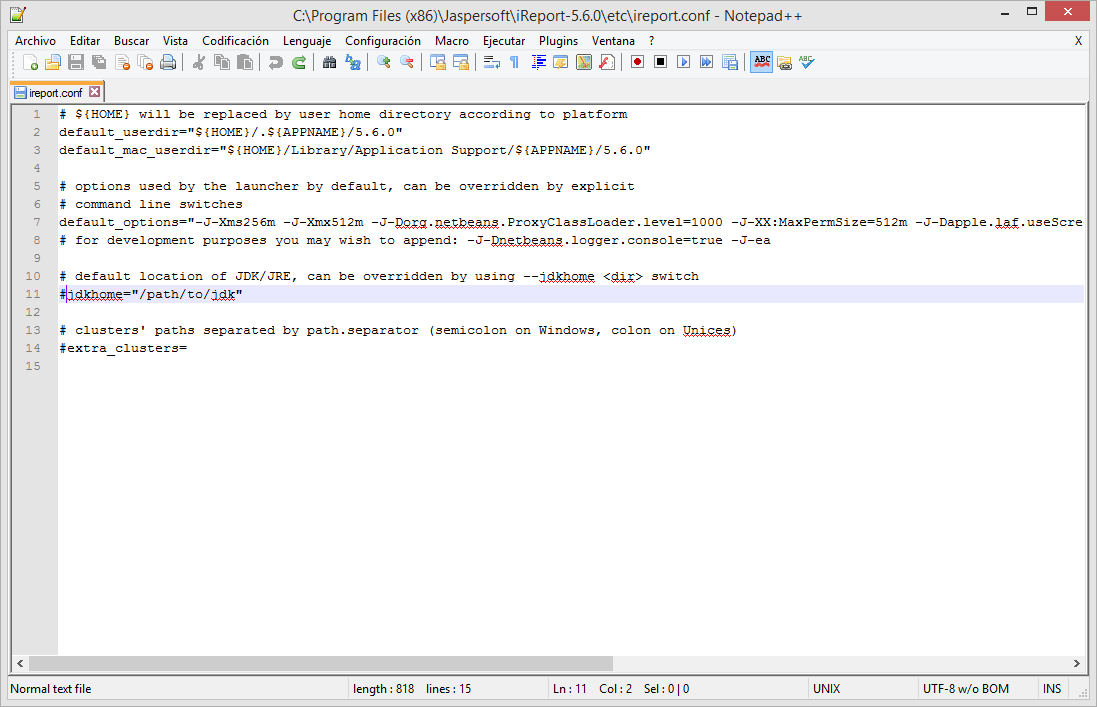 C:\Program Files (x86)\Jaspersoft\iReport-5.6.0\etc\ireport.conf - Notepad++
Archivo Editar Buscar Vista Codificación Lenguaje Configuración Macro Ejecutar Plugins Ventana ? X
ABC ABC
ireport.conf
1 # ${HOME} will be replaced by user home directory according to platform
2 default_userdir="${HOME}/.${APPNAME}/5.6.0"
3 default_mac_userdir="${HOME}/Library/Application Support/${APPNAME}/5.6.0"
4
5 # options used by the launcher by default, can be overridden by explicit
6 # command line switches
7 default_options="-J-Xms256m -J-Xmx512m -J-Dorg.netbeans.ProxyClassLoader.level=1000 -J-XX:MaxPermSize=512m -J-Dapple.laf.useScre
8 # for development purposes you may wish to append: -J-Dnetbeans.logger.console=true -J-ea
9
10 # default location of JDK/JRE, can be overridden by using --jdkhome <dir> switch
11 #jdkhome="/path/to/jdk"
12
13 # clusters' paths separated by path.separator (semicolon on Windows, colon on Unices)
14 #extra_clusters=
15
Normal text file length : 818 lines : 15 Ln : 11 Col : 2 Sel : 0 | 0 UNIX UTF-8 w/o BOM INS